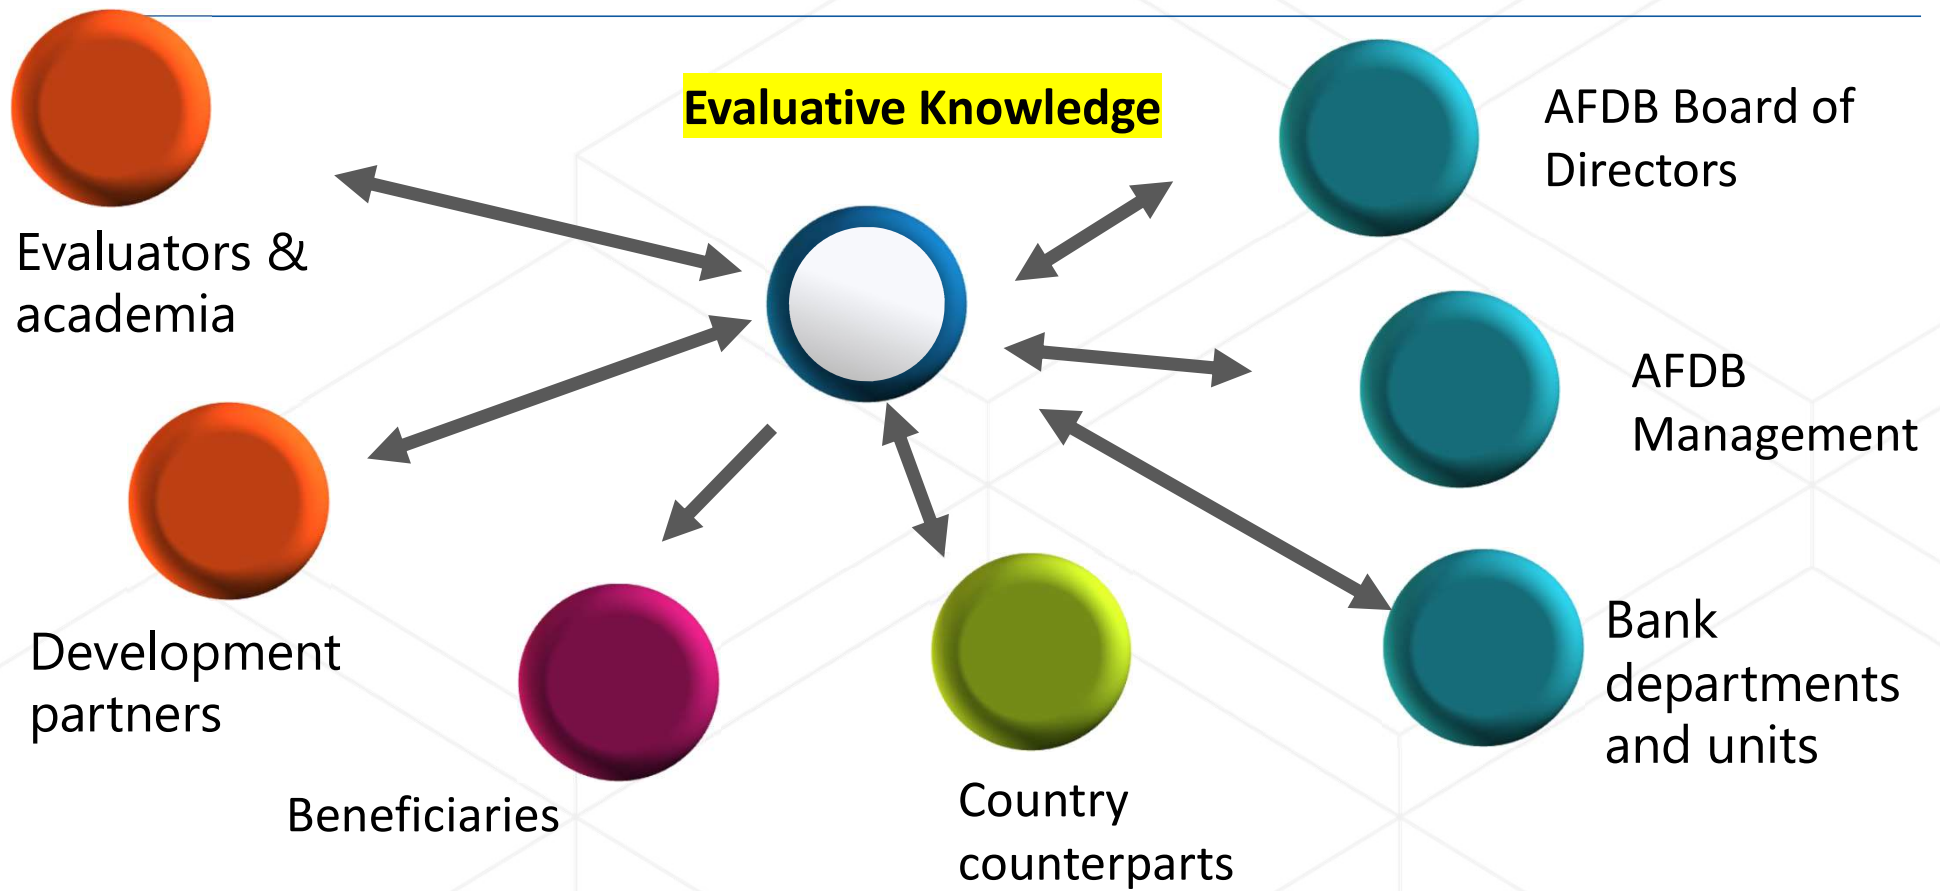 Evaluative Knowledge
AFDB Board of
Directors
Evaluators &
academia
AFDB
Management
Development
partners
Bank
departments
and units
Beneficiaries
Country
counterparts